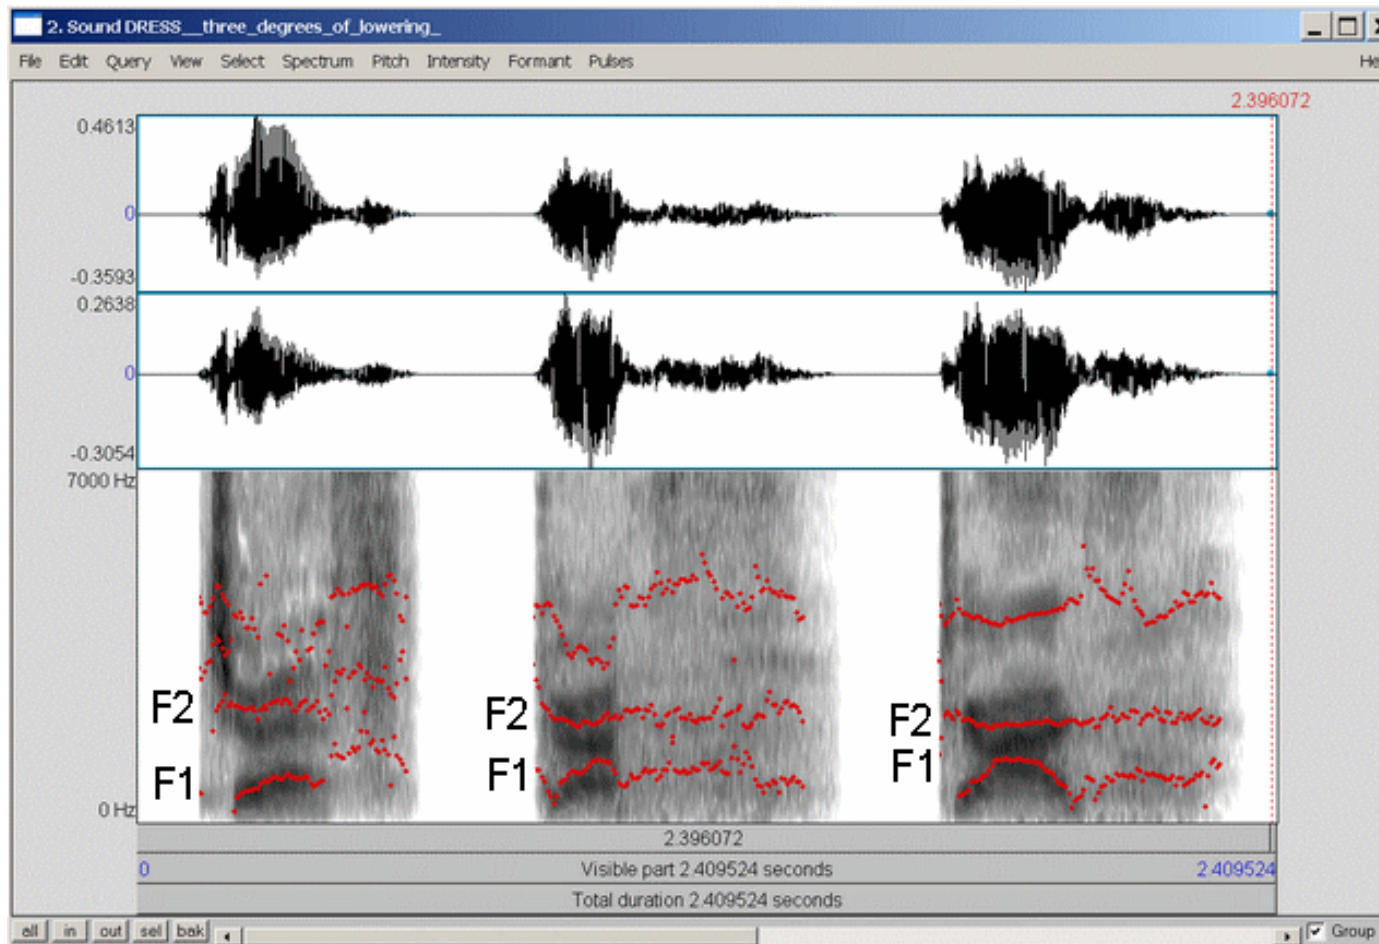 2. Sound DRESS__three_degrees_of_lowering_
File Edit Query View Select Spectrum Pitch Intensity Formant Pulses He
2.396072
0.4613
0
-0.3593
0.2638
0
-0.3054
7000 Hz
F2 F2 F2
F1 F1 F1
0 Hz
2.396072
0 Visible part 2.409524 seconds 2.409524
Total duration 2.409524 seconds
all in out sel bak Group